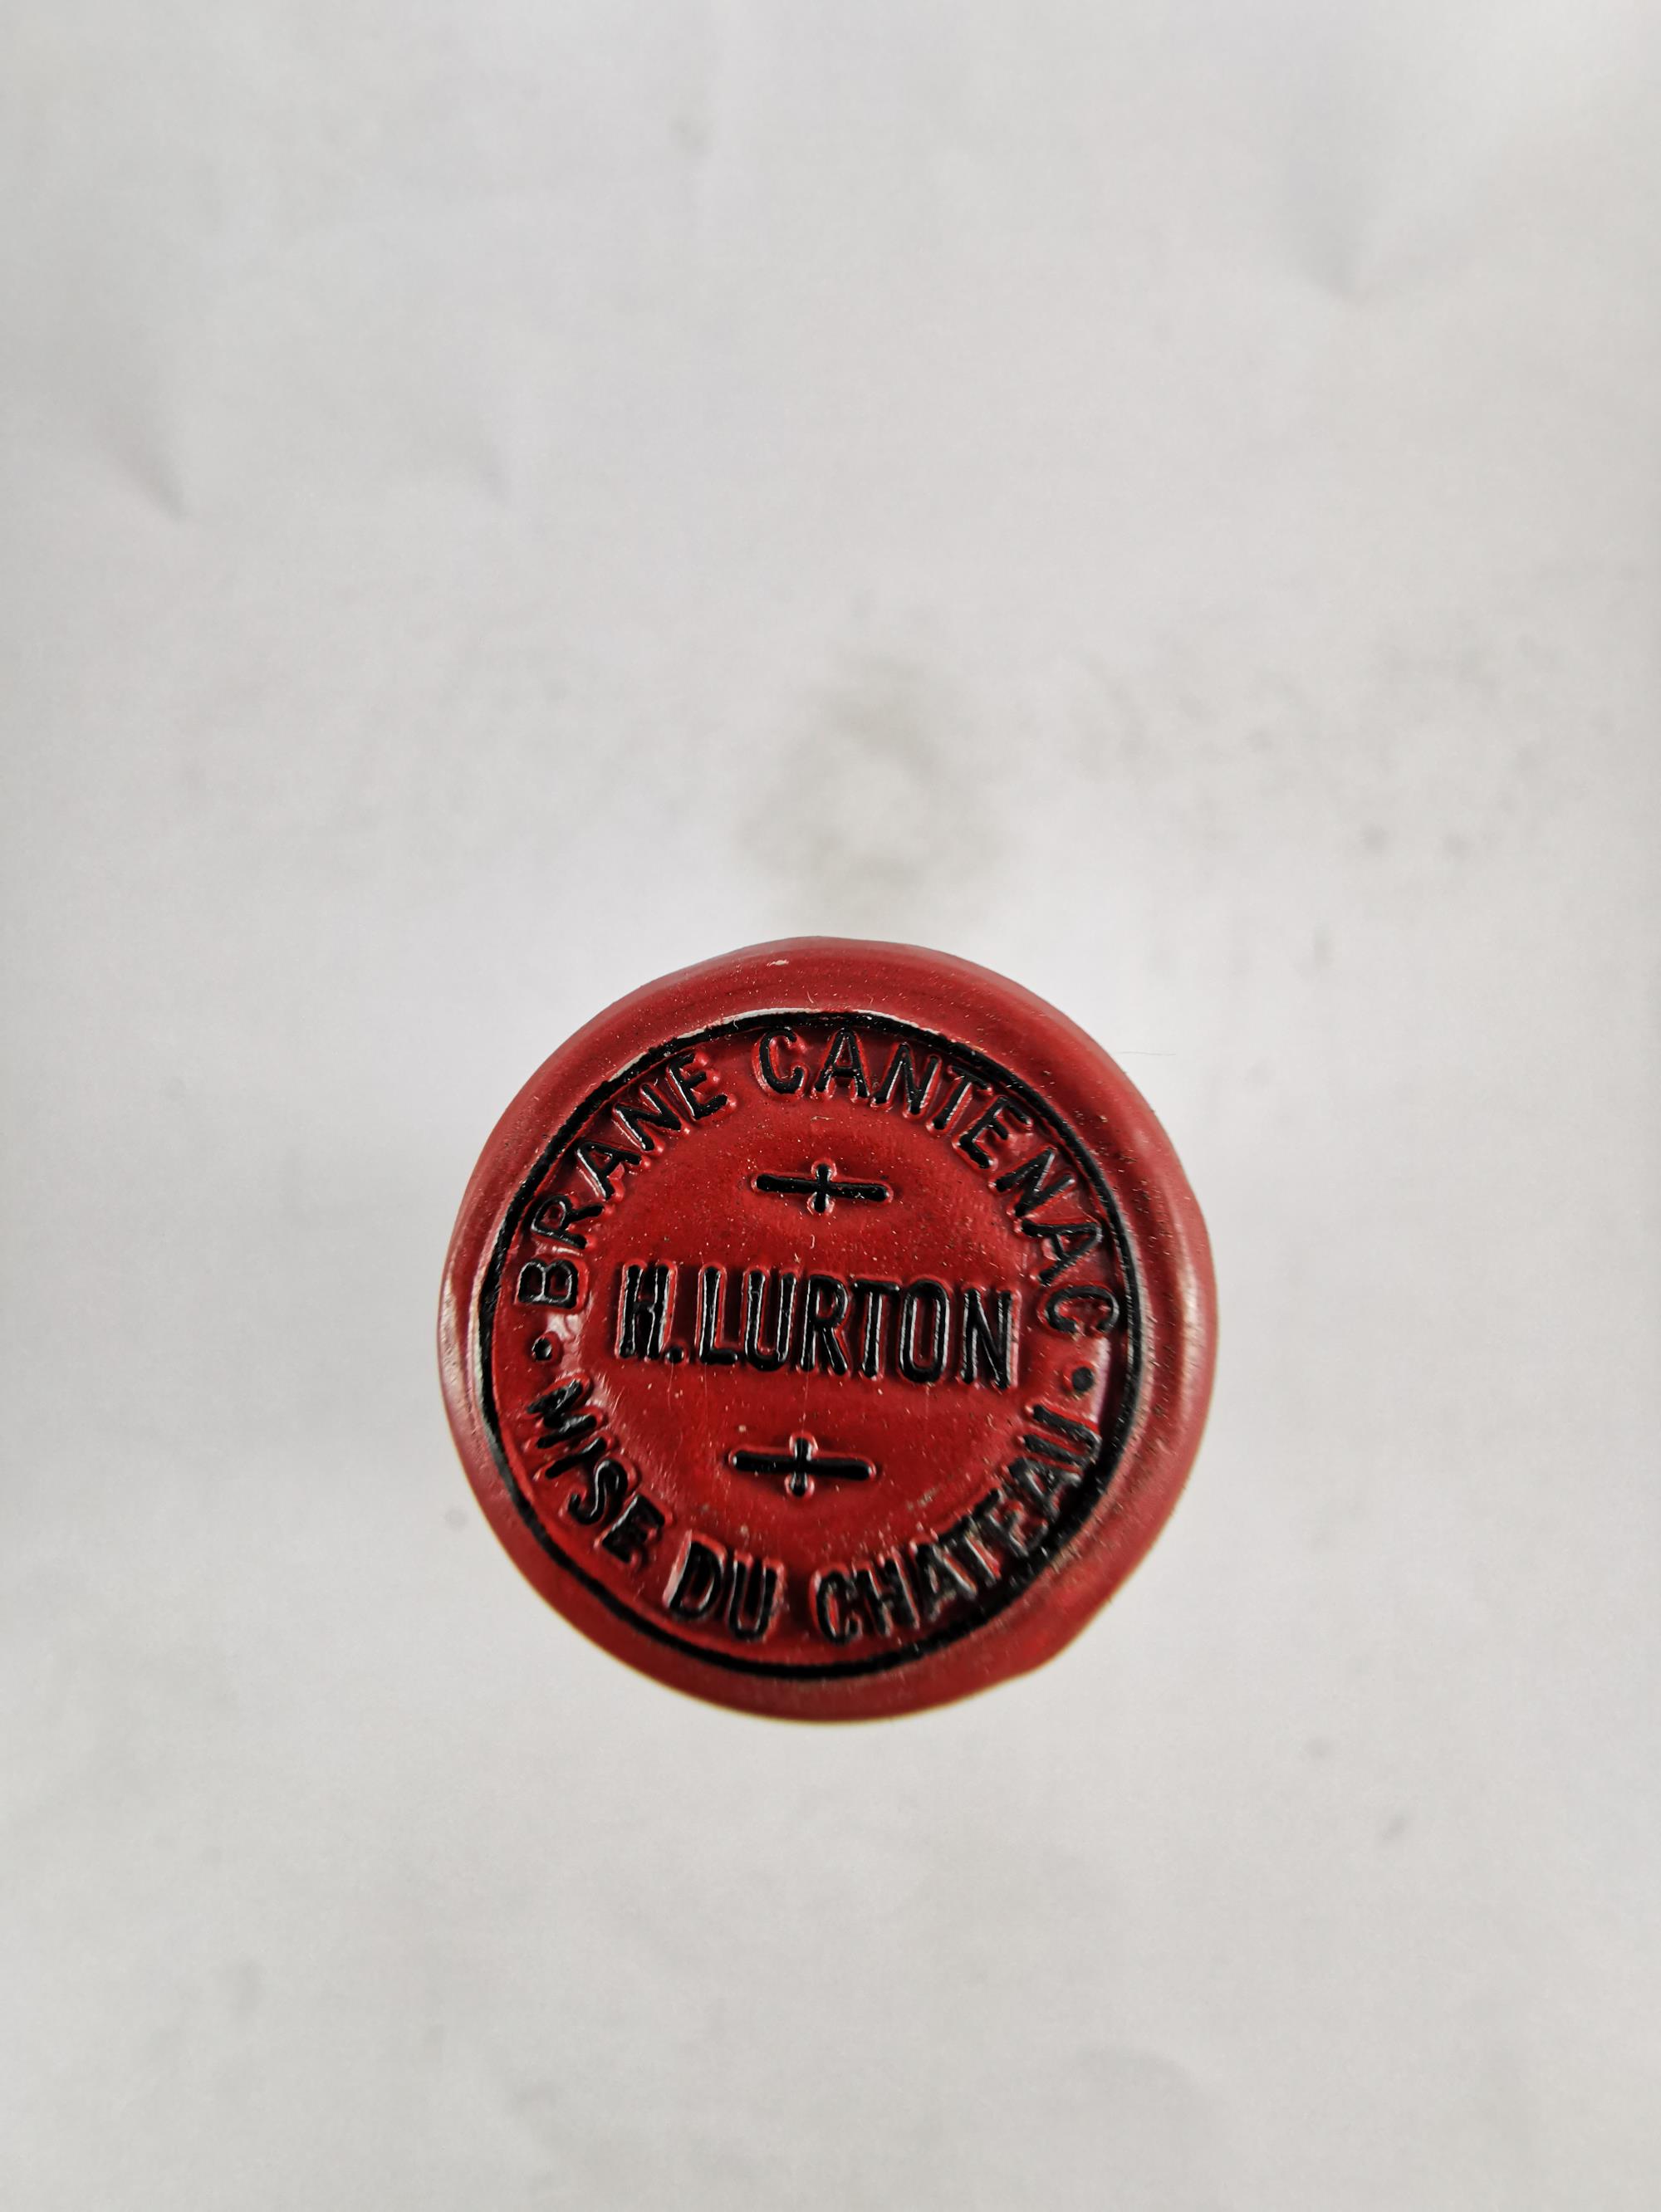 BRANE CANTENAC
H.LURTON
MISE DU CHATEAU